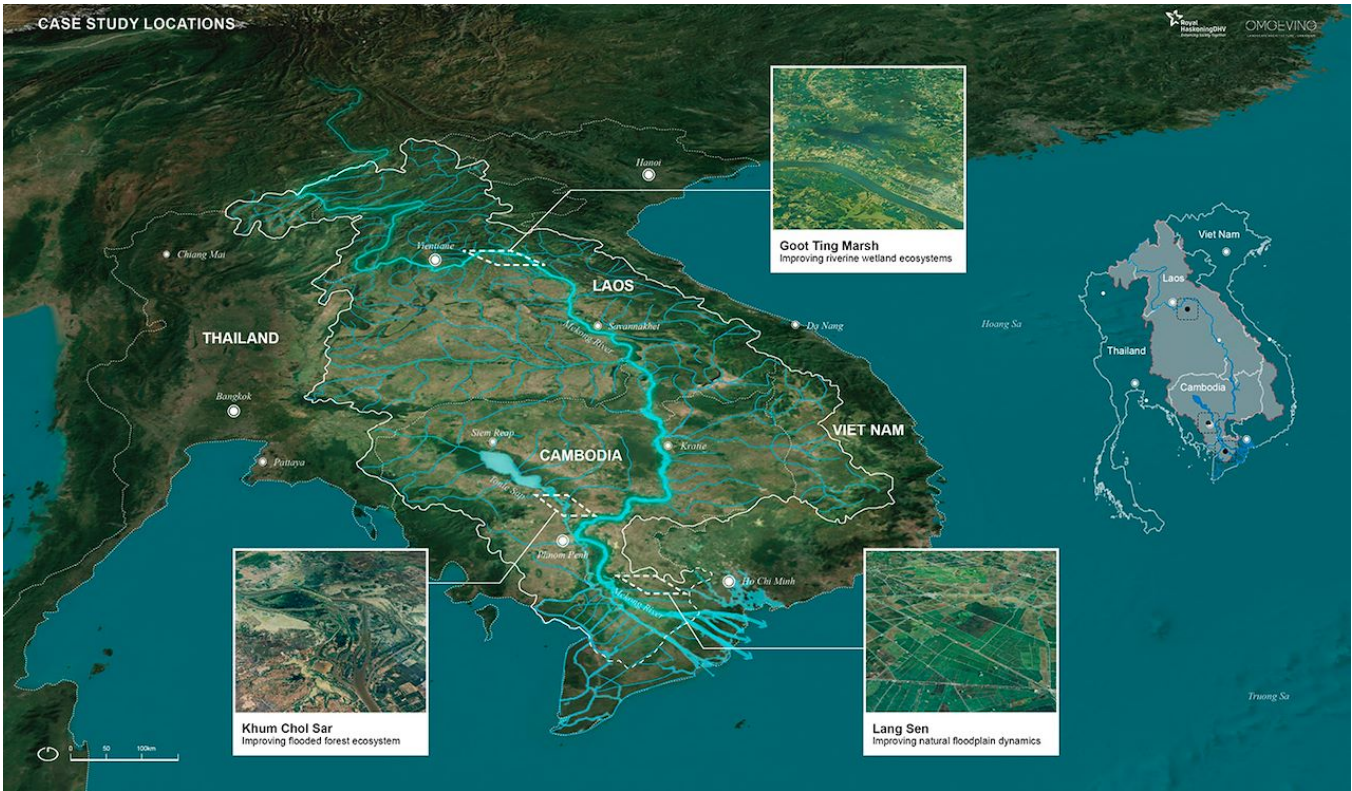 CASE STUDY LOCATIONS
Royal
HaskoningDHV
Enhancing Society Together
OMGEVING
Hanoi
Goot Ting Marsh
Improving riverine wetland ecosystems
Vientiane
Chiang Mai
LAOS
Viet Nam
Laos
THAILAND
Mekong River
Savannakhet
Da Nang
Hoang Sa
Thailand
Cambodia
Bangkok
Siem Reap
CAMBODIA
Kratie
VIET NAM
Pattaya
Tonle Sap
Phnom Penh
Ho Chi Minh
Mekong River
Khum Chol Sar
Improving flooded forest ecosystem
Lang Sen
Improving natural floodplain dynamics
Truong Sa
0 50 100km